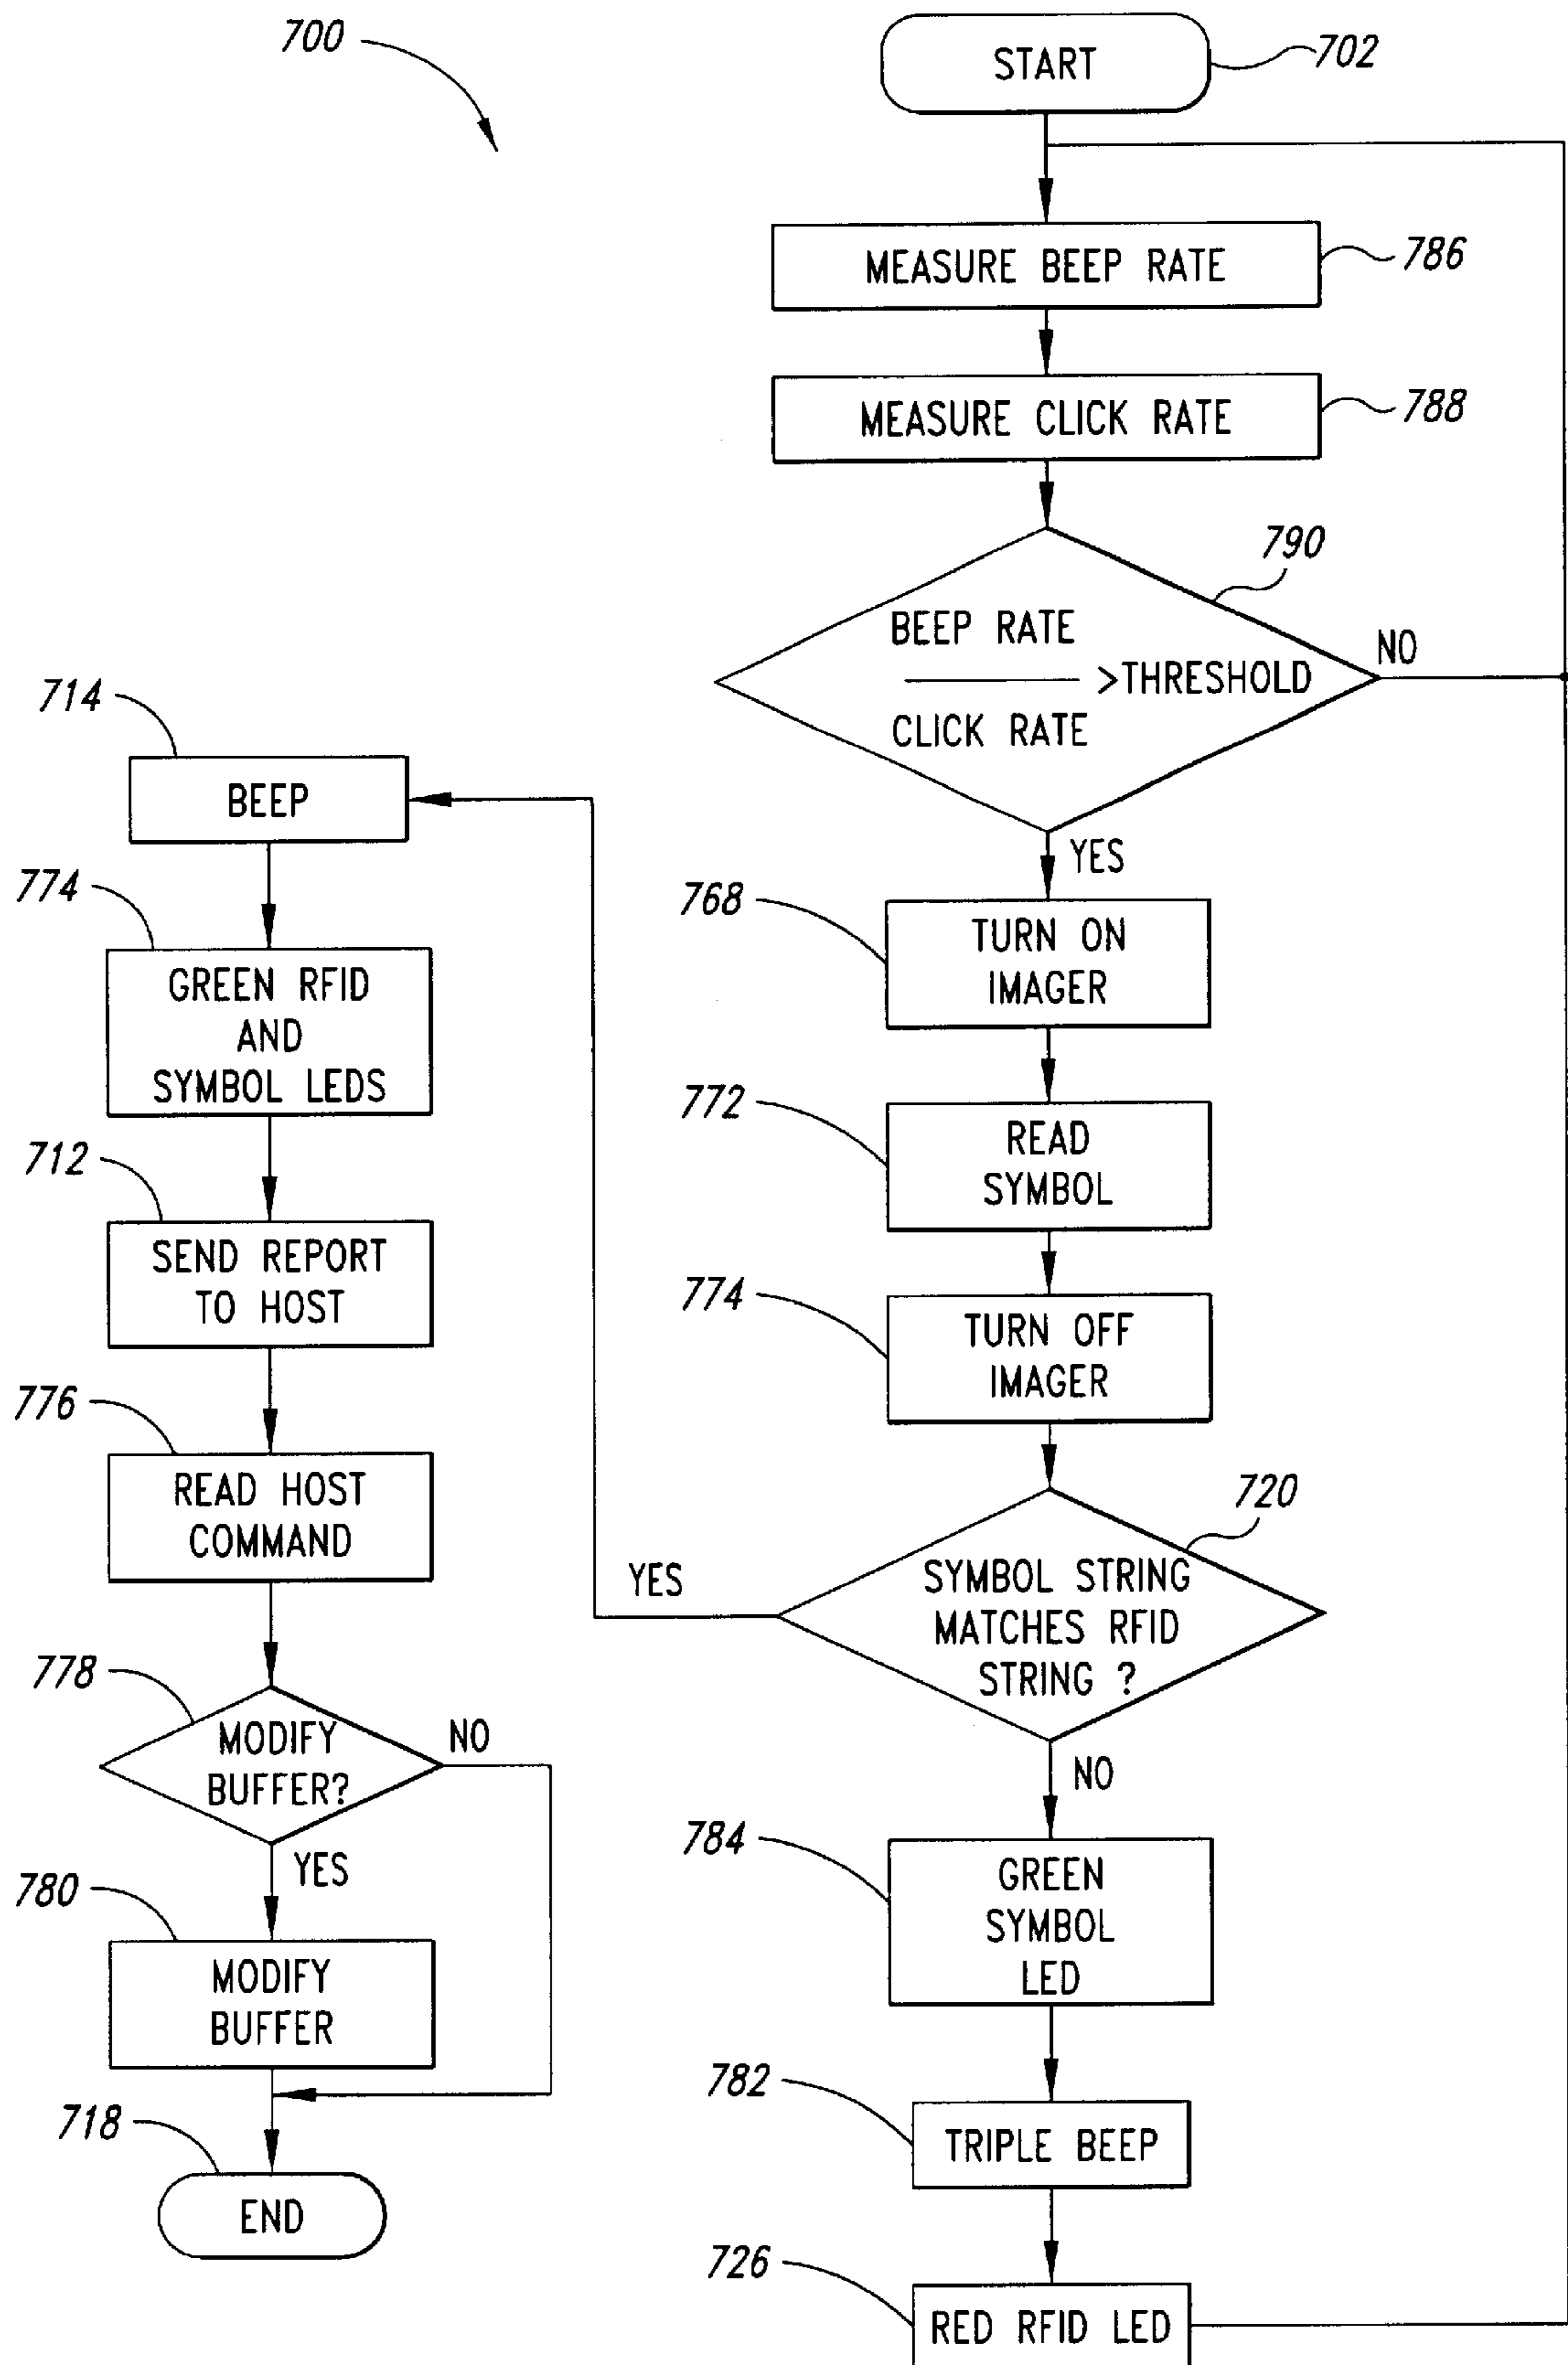 700
START
702
MEASURE BEEP RATE
786
MEASURE CLICK RATE
788
790
BEEP RATE
>THRESHOLD
CLICK RATE
NO
YES
768
TURN ON
IMAGER
772
READ
SYMBOL
774
TURN OFF
IMAGER
720
SYMBOL STRING
MATCHES RFID
STRING ?
YES
NO
784
GREEN
SYMBOL
LED
782
TRIPLE BEEP
726
RED RFID LED
714
BEEP
774
GREEN RFID
AND
SYMBOL LEDS
712
SEND REPORT
TO HOST
776
READ HOST
COMMAND
778
MODIFY
BUFFER?
NO
YES
780
MODIFY
BUFFER
718
END